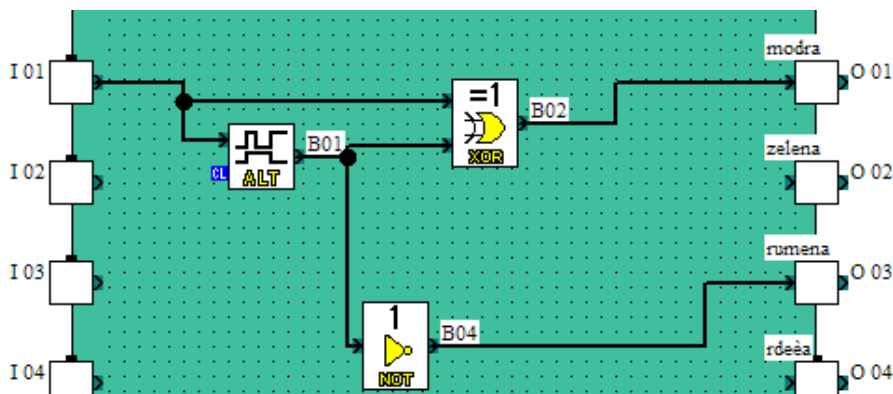 modra
I 01
O 01
=1
B02
B01
XOR
zelena
I 02
CL
ALT
O 02
rumena
I 03
O 03
1
B04
rdeèa
I 04
NOT
O 04